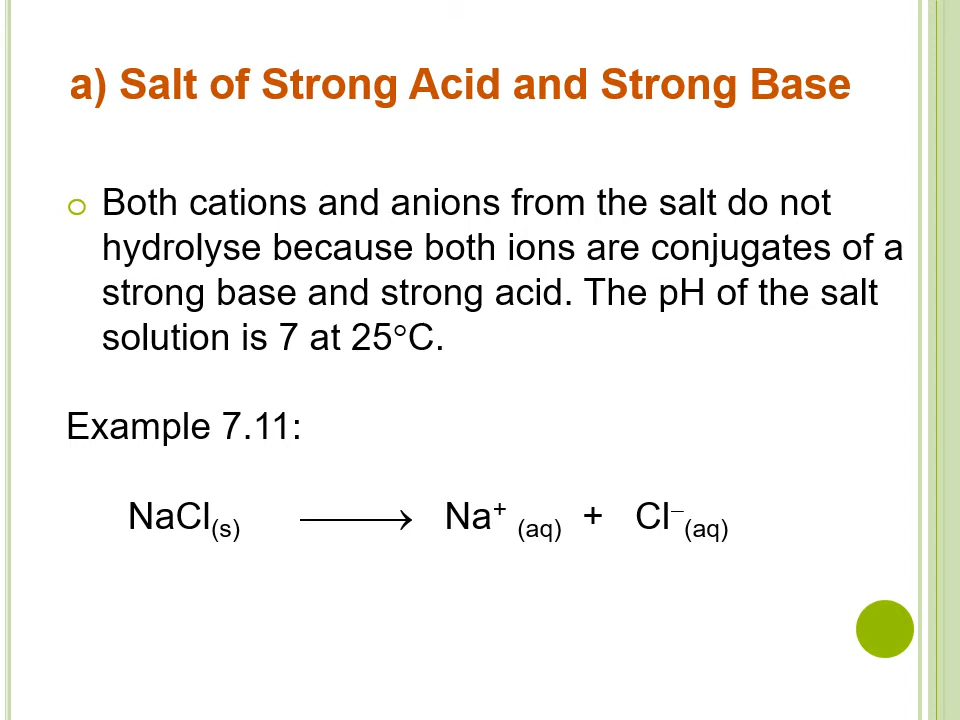 a) Salt of Strong Acid and Strong Base
Both cations and anions from the salt do not
hydrolyse because both ions are conjugates of a
strong base and strong acid. The pH of the salt
solution is 7 at 25°C.
Example 7.11:
NaCl(s) ⟶ Na⁺ (aq) + Cl⁻(aq)